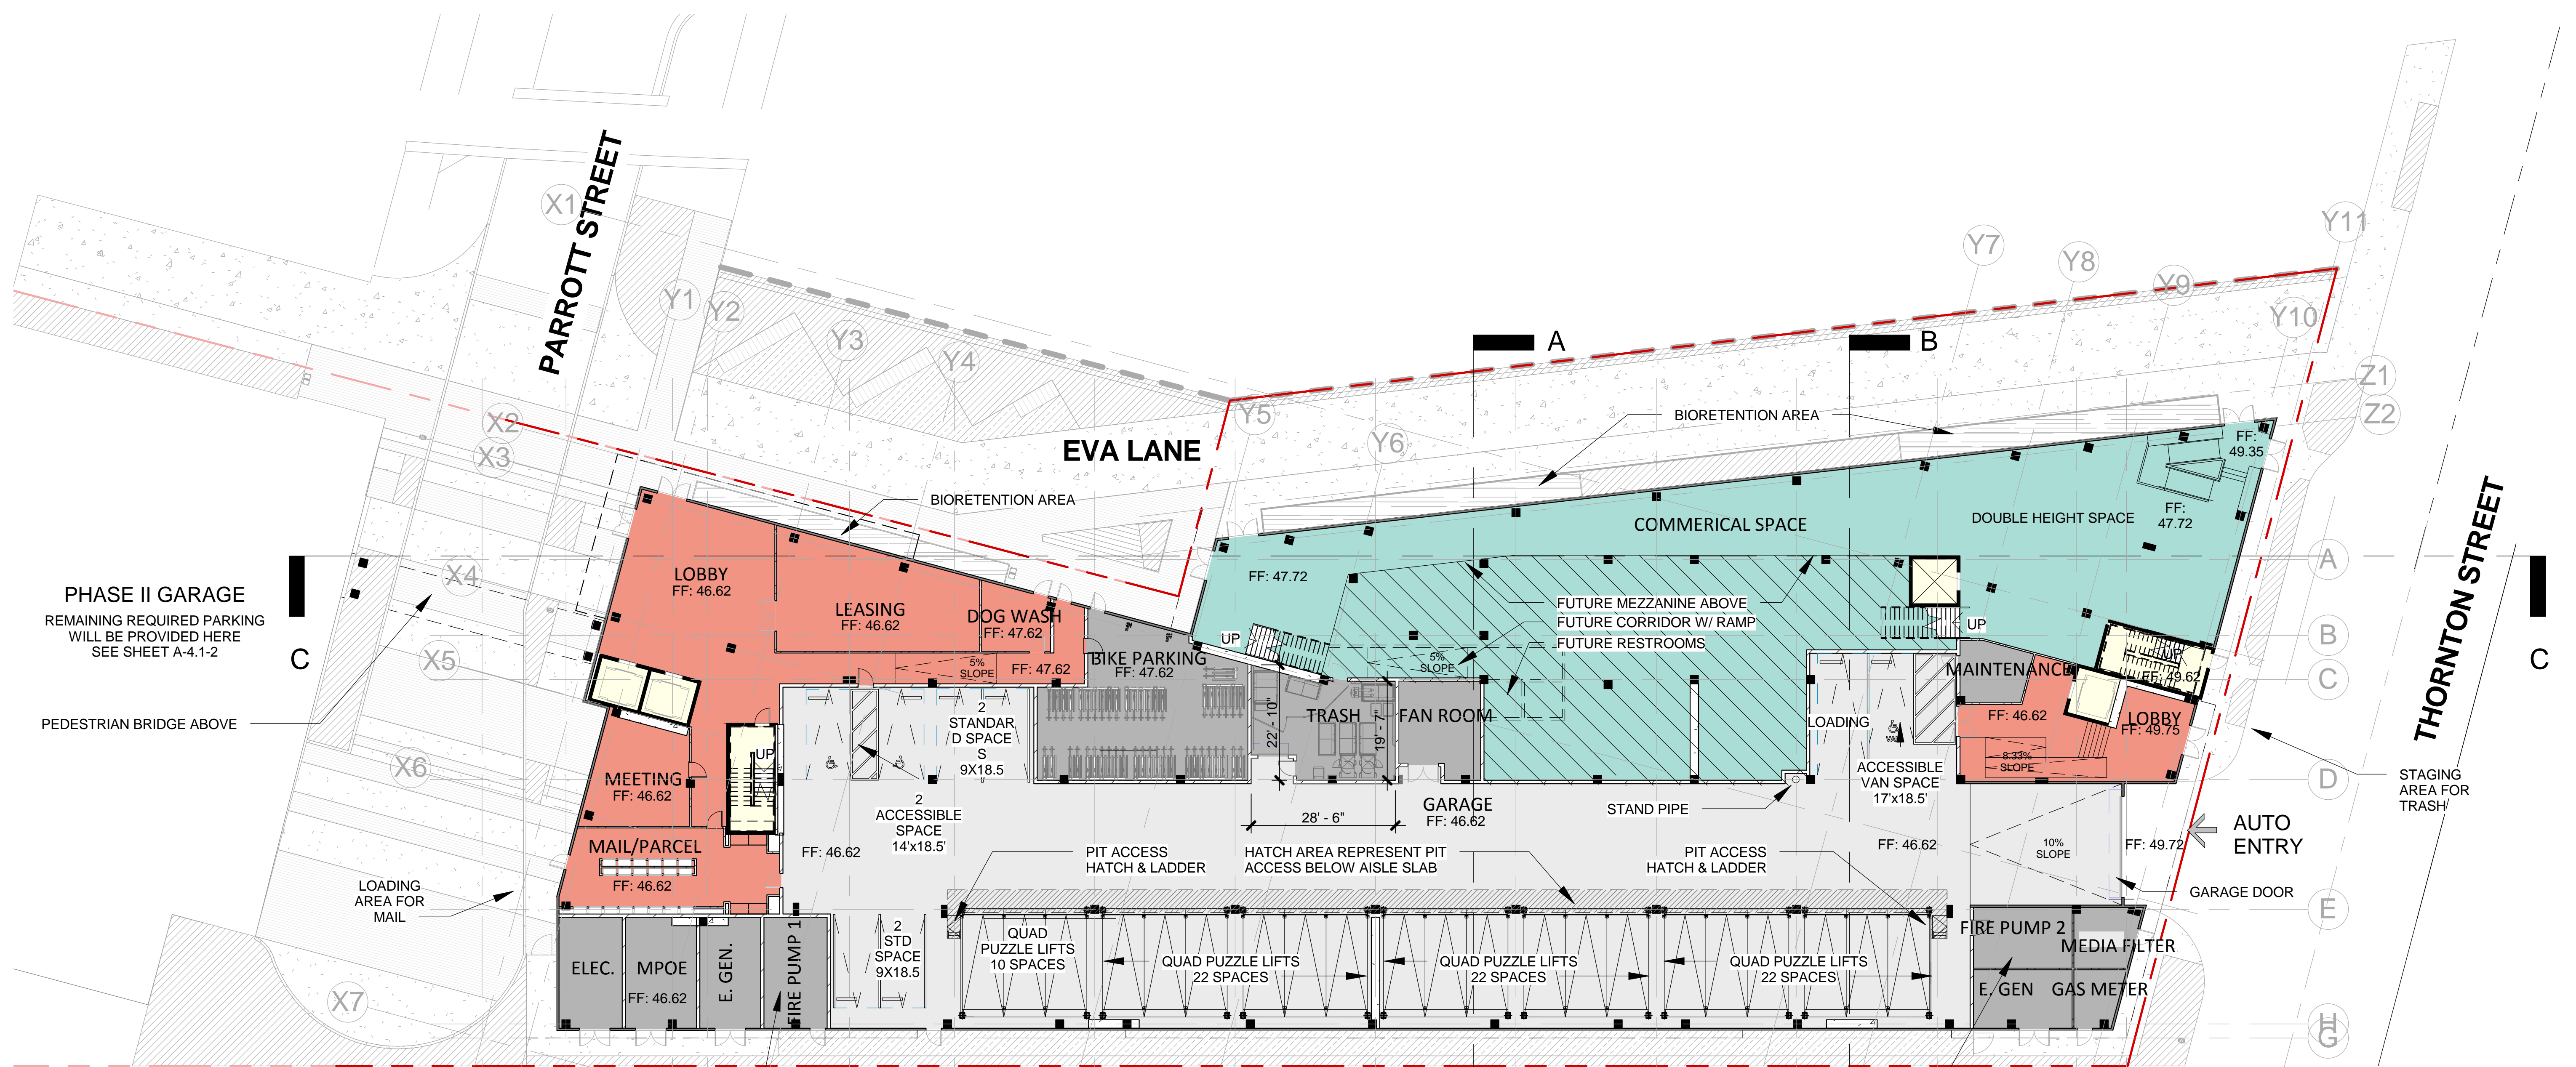 X1
PARROTT STREET
Y1
Y2
Y3
Y4
Y5
Y6
Y7
Y8
Y9
Y10
Y11
Z1
Z2
A
B
X2
X3
X4
X5
X6
X7
EVA LANE
BIORETENTION AREA
BIORETENTION AREA
THORNTON STREET
C
C
PHASE II GARAGE
REMAINING REQUIRED PARKING
WILL BE PROVIDED HERE
SEE SHEET A-4.1-2
PEDESTRIAN BRIDGE ABOVE
LOBBY
FF: 46.62
LEASING
FF: 46.62
DOG WASH
FF: 47.62
5%
SLOPE
FF: 47.62
BIKE PARKING
FF: 47.62
COMMERICAL SPACE
DOUBLE HEIGHT SPACE
FF:
49.35
FF:
47.72
FF: 47.72
FUTURE MEZZANINE ABOVE
FUTURE CORRIDOR W/ RAMP
FUTURE RESTROOMS
5%
SLOPE
UP
UP
UP
FF: 49.62
MAINTENANCE
FF: 46.62
LOBBY
FF: 49.75
8.33%
SLOPE
A
B
C
D
E
H
G
UP
MEETING
FF: 46.62
MAIL/PARCEL
FF: 46.62
LOADING
AREA FOR
MAIL
2
STANDAR
D SPACE
S
9X18.5
2
ACCESSIBLE
SPACE
14'x18.5'
FF: 46.62
22' - 10"
TRASH
19' - 7"
FAN ROOM
28' - 6"
GARAGE
FF: 46.62
STAND PIPE
LOADING
VAN
ACCESSIBLE
VAN SPACE
17'x18.5'
FF: 46.62
10%
SLOPE
FF: 49.72
AUTO
ENTRY
STAGING
AREA FOR
TRASH
GARAGE DOOR
PIT ACCESS
HATCH & LADDER
HATCH AREA REPRESENT PIT
ACCESS BELOW AISLE SLAB
PIT ACCESS
HATCH & LADDER
ELEC.
MPOE
FF: 46.62
E. GEN.
FIRE PUMP 1
2
STD
SPACE
9X18.5
QUAD
PUZZLE LIFTS
10 SPACES
QUAD PUZZLE LIFTS
22 SPACES
QUAD PUZZLE LIFTS
22 SPACES
QUAD PUZZLE LIFTS
22 SPACES
FIRE PUMP 2
MEDIA FILTER
E. GEN
GAS METER